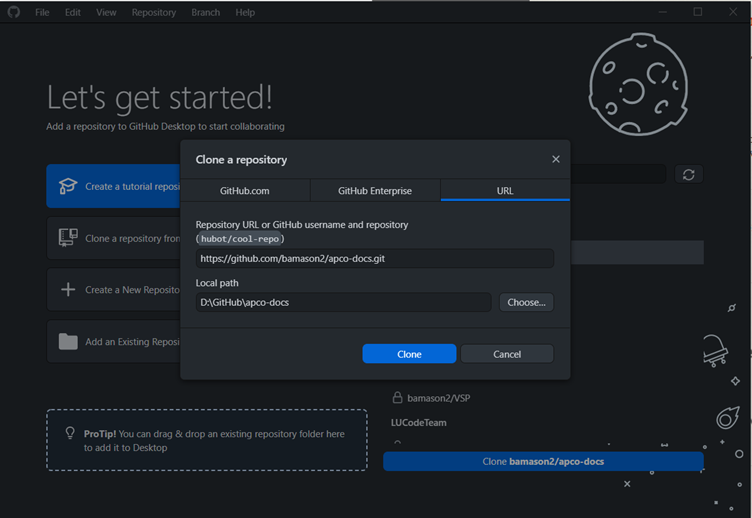 File Edit View Repository Branch Help
Let's get started!
Add a repository to GitHub Desktop to start collaborating
Create a tutorial reposi
Clone a repository from
Create a New Reposito
Add an Existing Reposi
ProTip! You can drag & drop an existing repository folder here
to add it to Desktop
Clone a repository
GitHub.com GitHub Enterprise URL
Repository URL or GitHub username and repository
(hubot/cool-repo)
https://github.com/bamason2/apco-docs.git
Local path
D:\GitHub\apco-docs Choose...
Clone Cancel
bamason2/VSP
LUCodeTeam
Clone bamason2/apco-docs